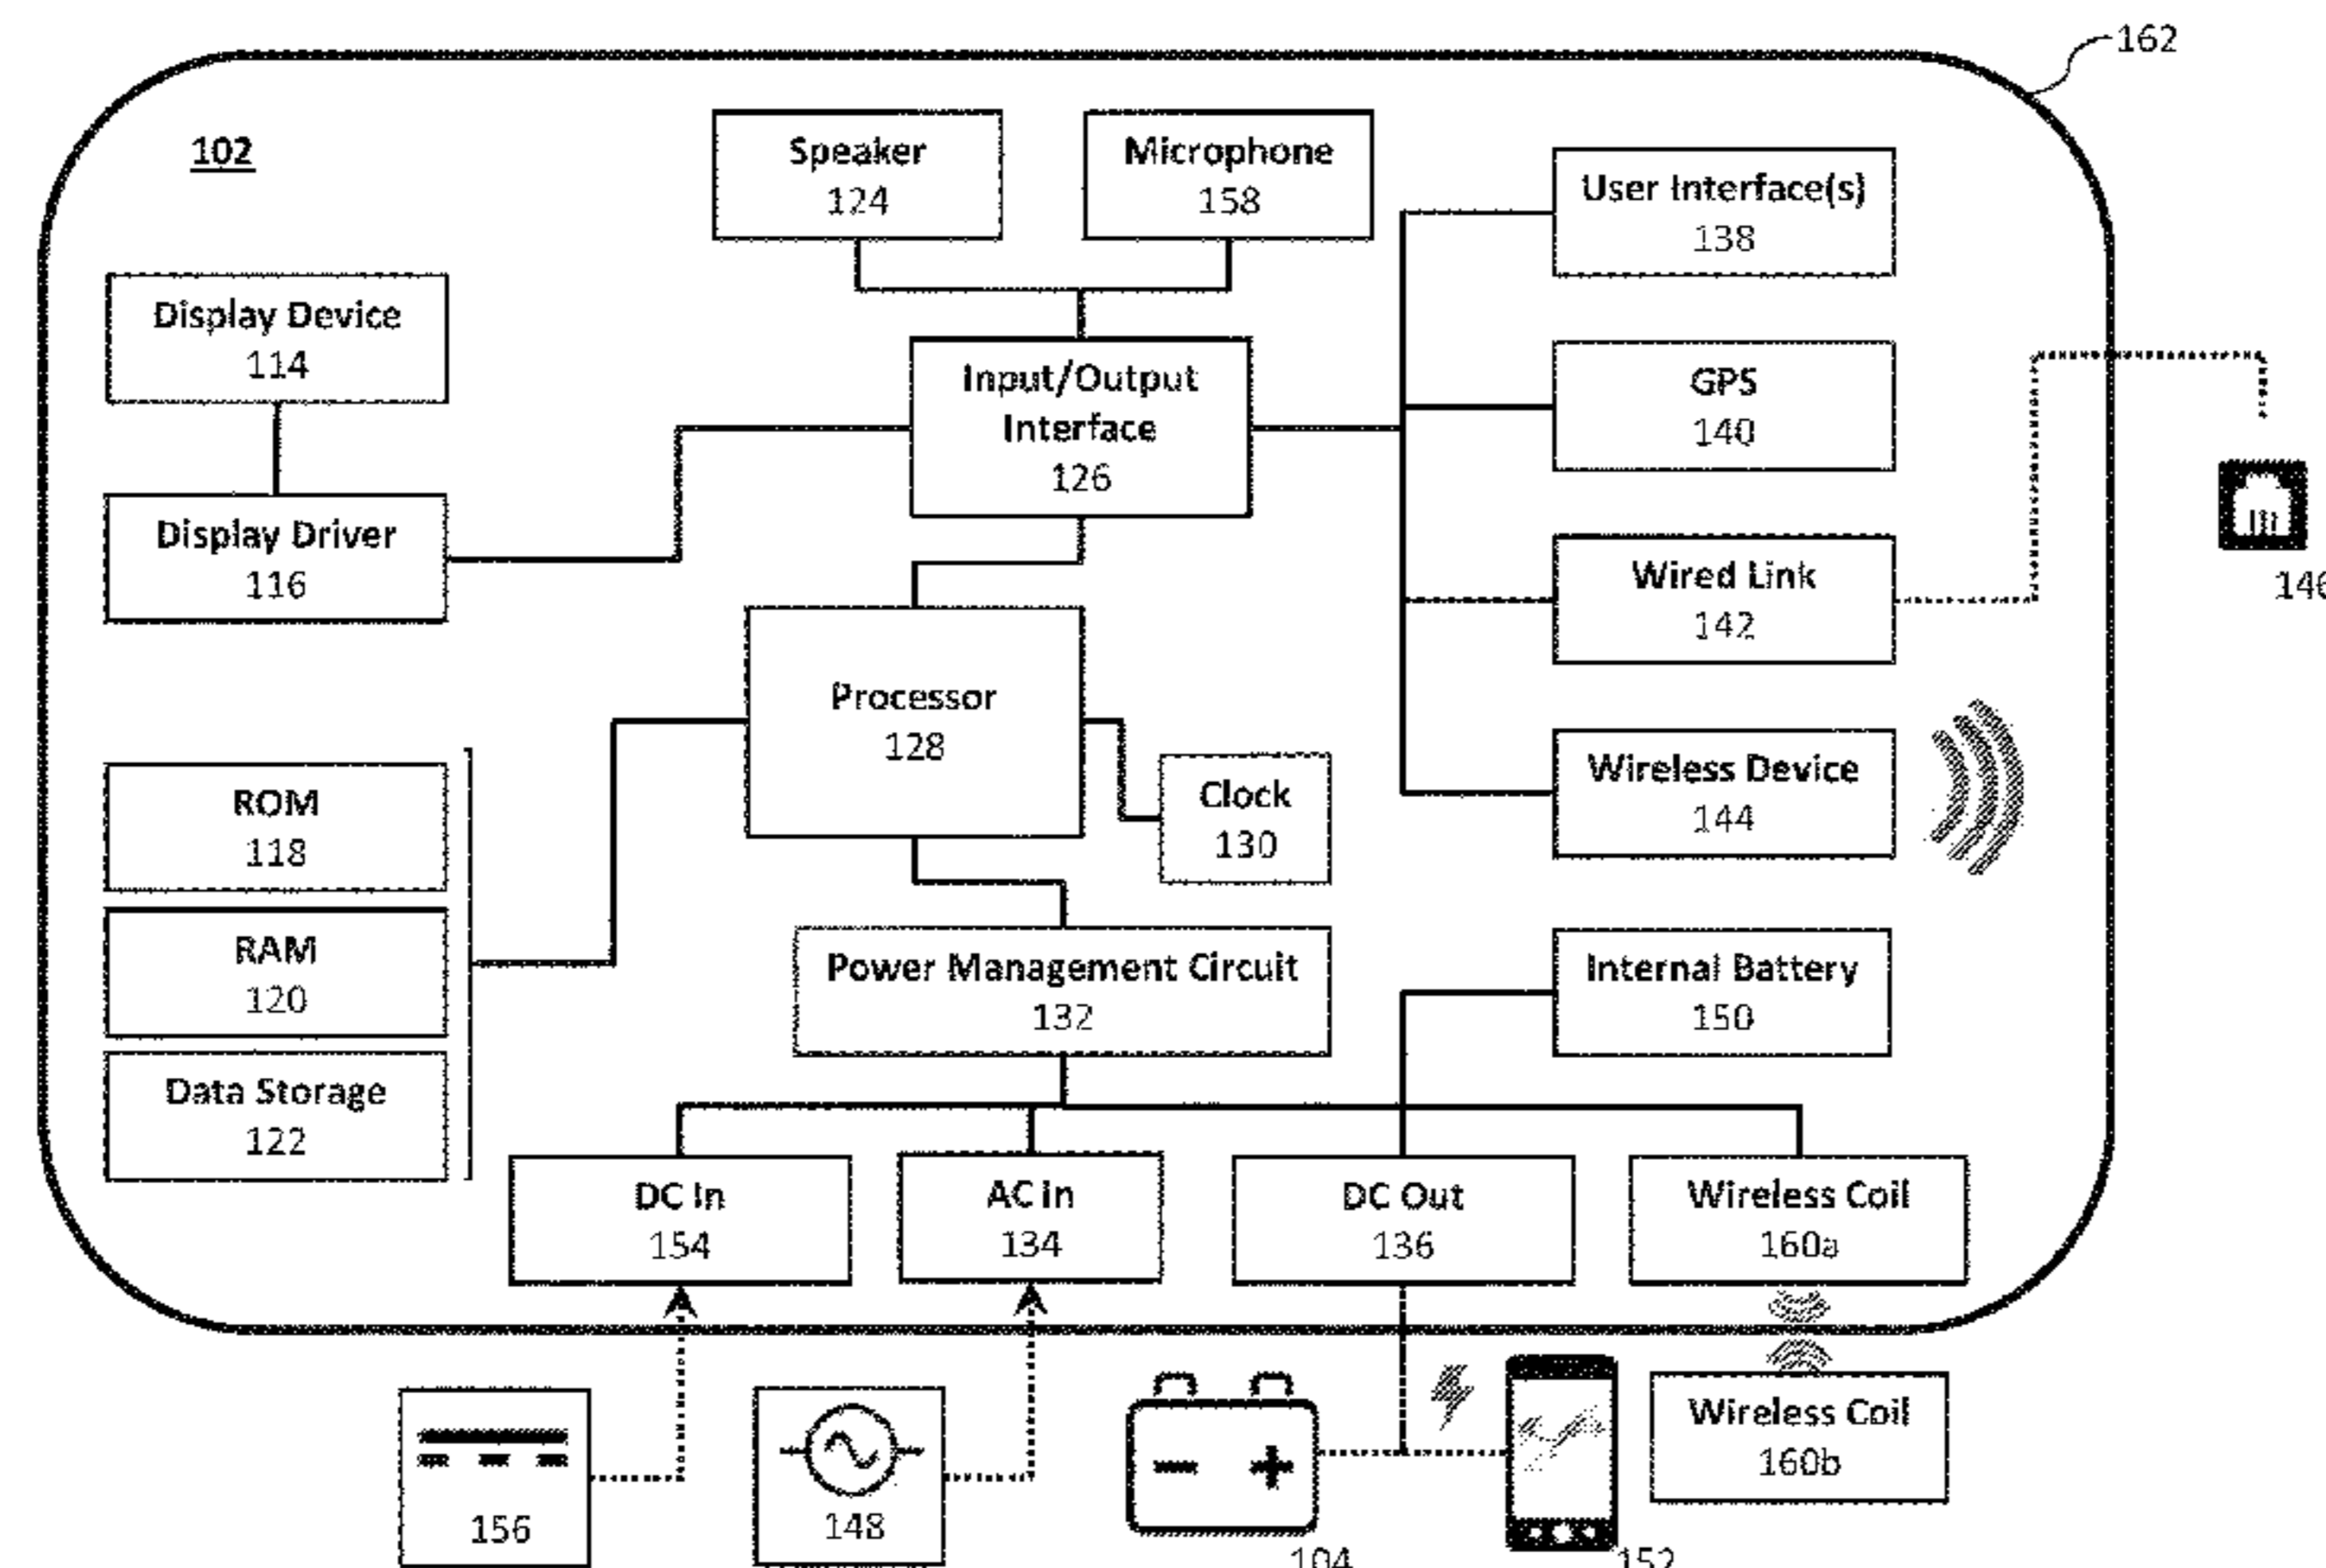 162
102
Speaker
124
Microphone
158
User Interface(s)
138
Display Device
114
Input/Output
Interface
126
GPS
140
Display Driver
116
Wired Link
142
146
Processor
128
Clock
130
Wireless Device
144
ROM
118
RAM
120
Data Storage
122
Power Management Circuit
132
Internal Battery
150
DC In
154
AC in
134
DC Out
136
Wireless Coil
160a
156
148
104
152
Wireless Coil
160b